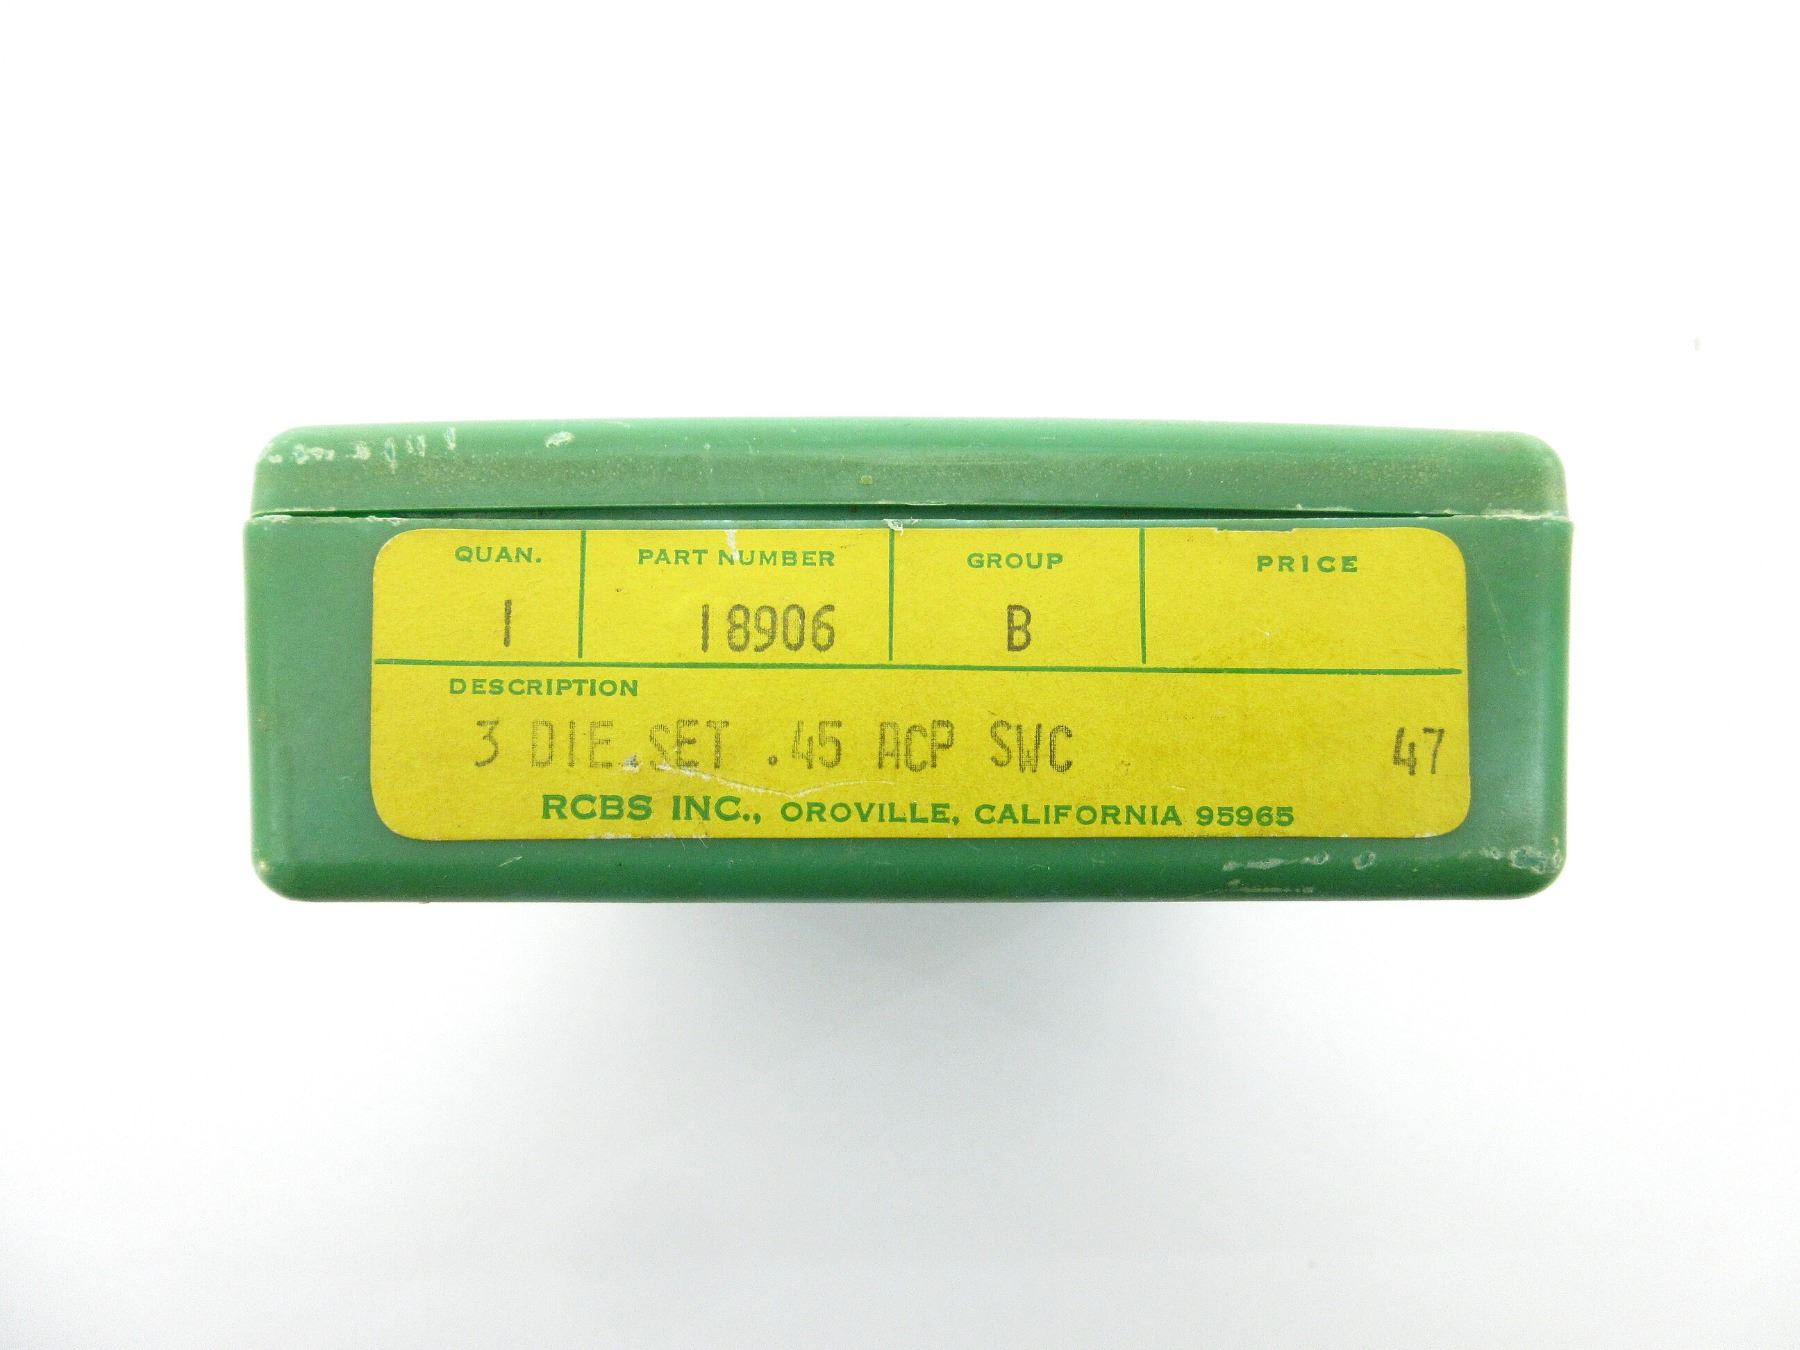 QUAN. PART NUMBER GROUP PRICE
1 18906 B
DESCRIPTION
3 DIE SET .45 ACP SWC 47
RCBS INC., OROVILLE, CALIFORNIA 95965